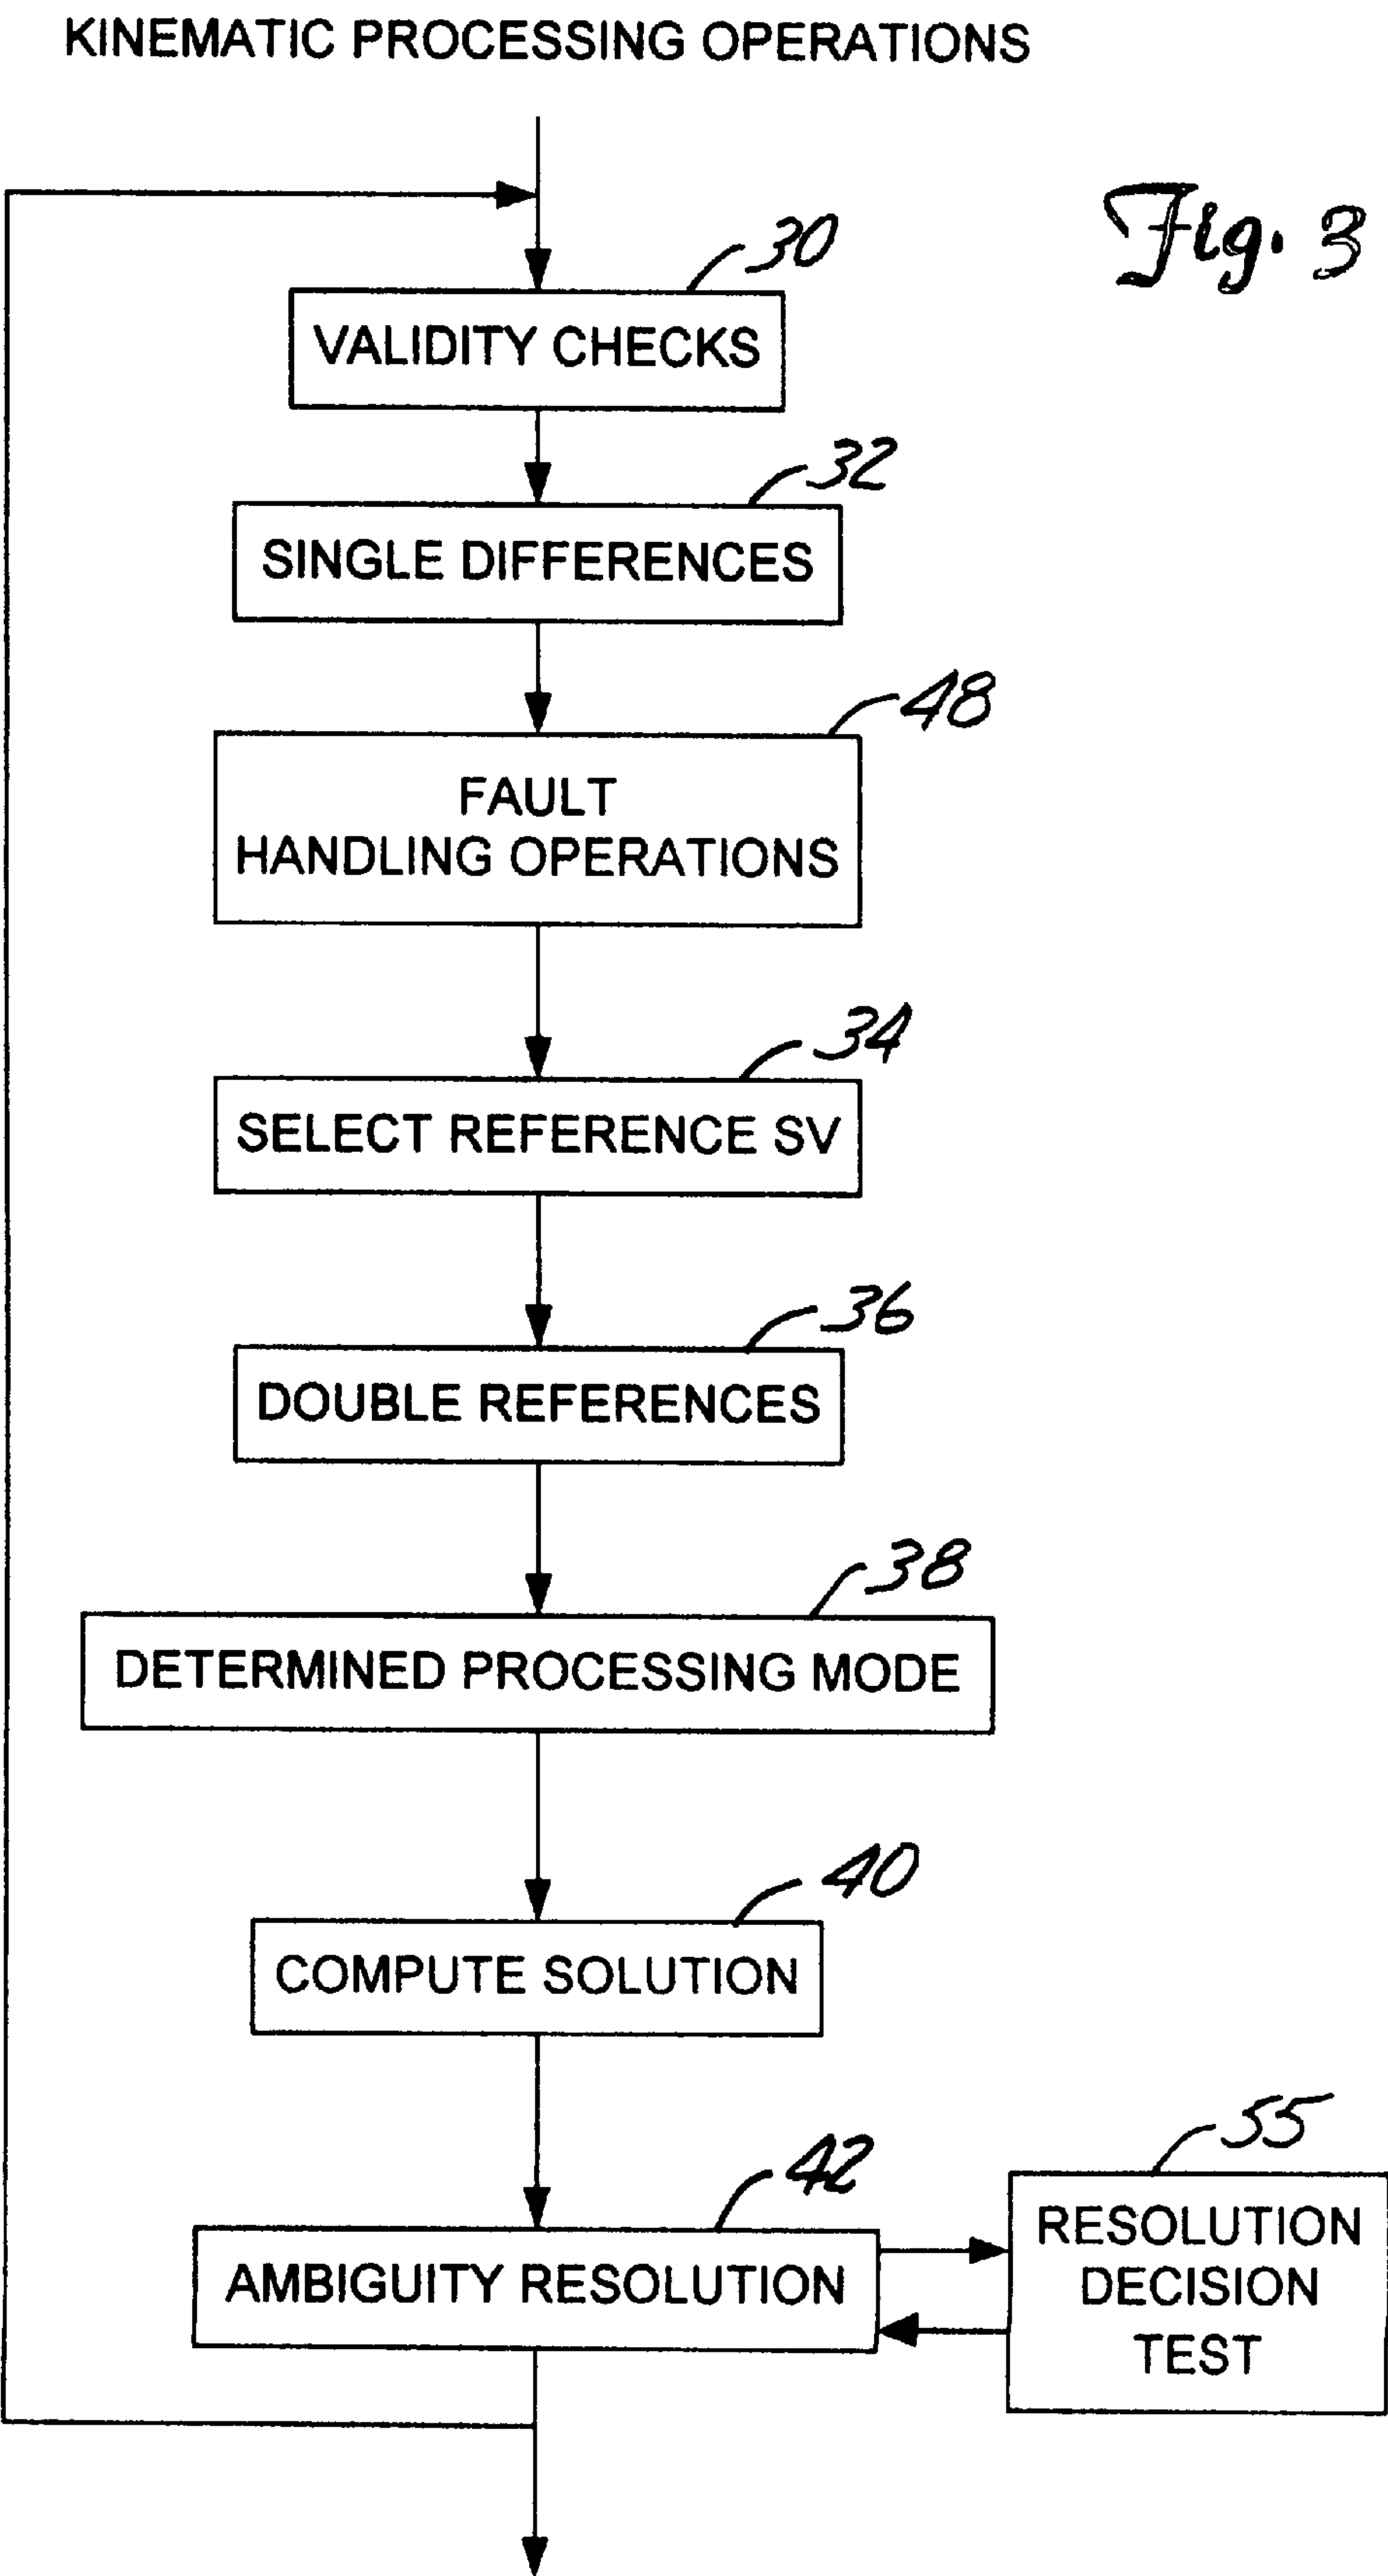 KINEMATIC PROCESSING OPERATIONS
Fig. 3
30
VALIDITY CHECKS
32
SINGLE DIFFERENCES
48
FAULT
HANDLING OPERATIONS
34
SELECT REFERENCE SV
36
DOUBLE REFERENCES
38
DETERMINED PROCESSING MODE
40
COMPUTE SOLUTION
42
AMBIGUITY RESOLUTION
55
RESOLUTION
DECISION
TEST